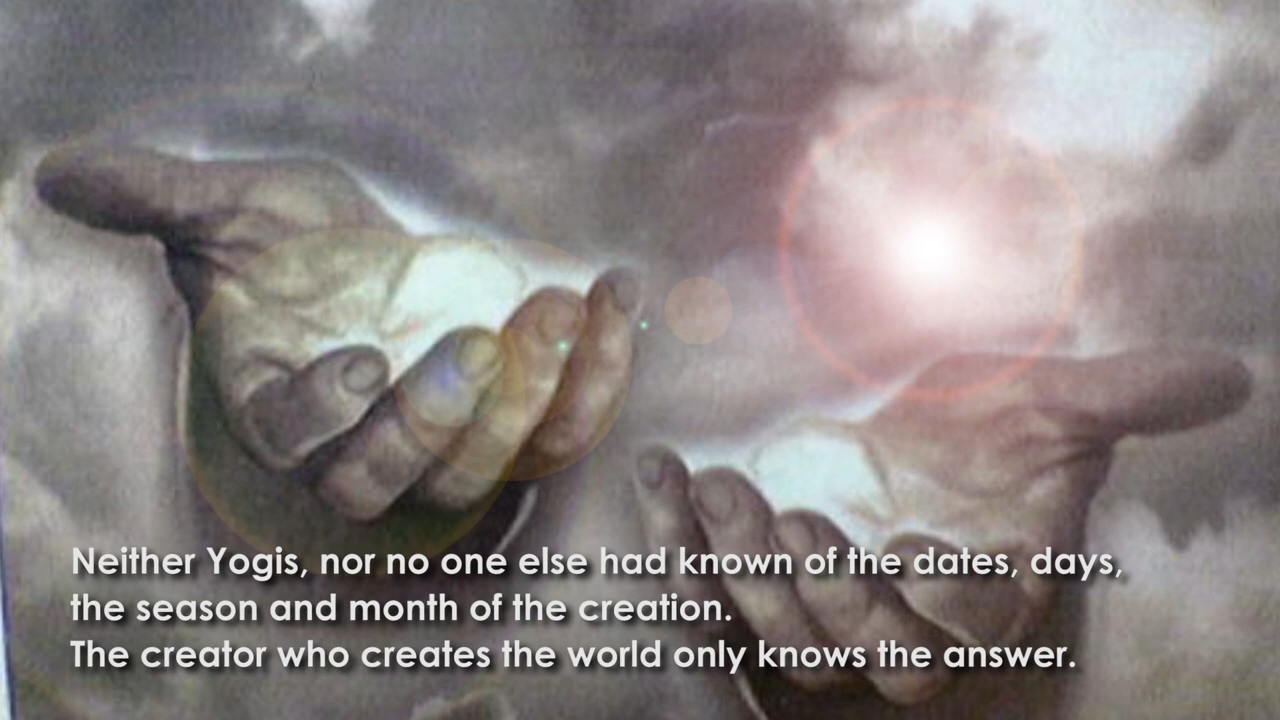 Neither Yogis, nor no one else had known of the dates, days,
the season and month of the creation.
The creator who creates the world only knows the answer.